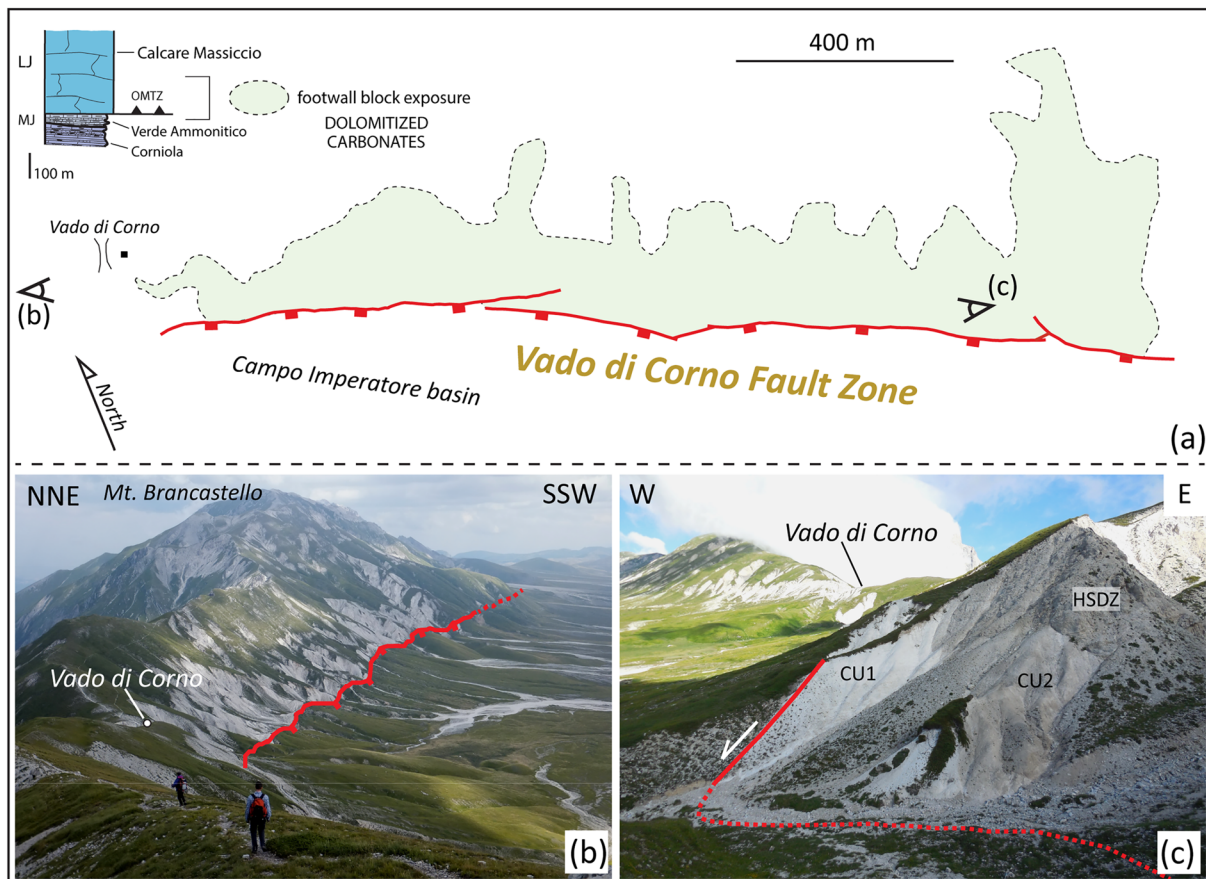 400 m
LJ
Calcare Massiccio
OMTZ
MJ
Verde Ammonitico
Corniola
100 m
footwall block exposure
DOLOMITIZED
CARBONATES
Vado di Corno
(b)
(c)
Campo Imperatore basin
Vado di Corno Fault Zone
North
(a)
NNE
Mt. Brancastello
SSW
Vado di Corno
(b)
W
E
Vado di Corno
HSDZ
CU1
CU2
(c)